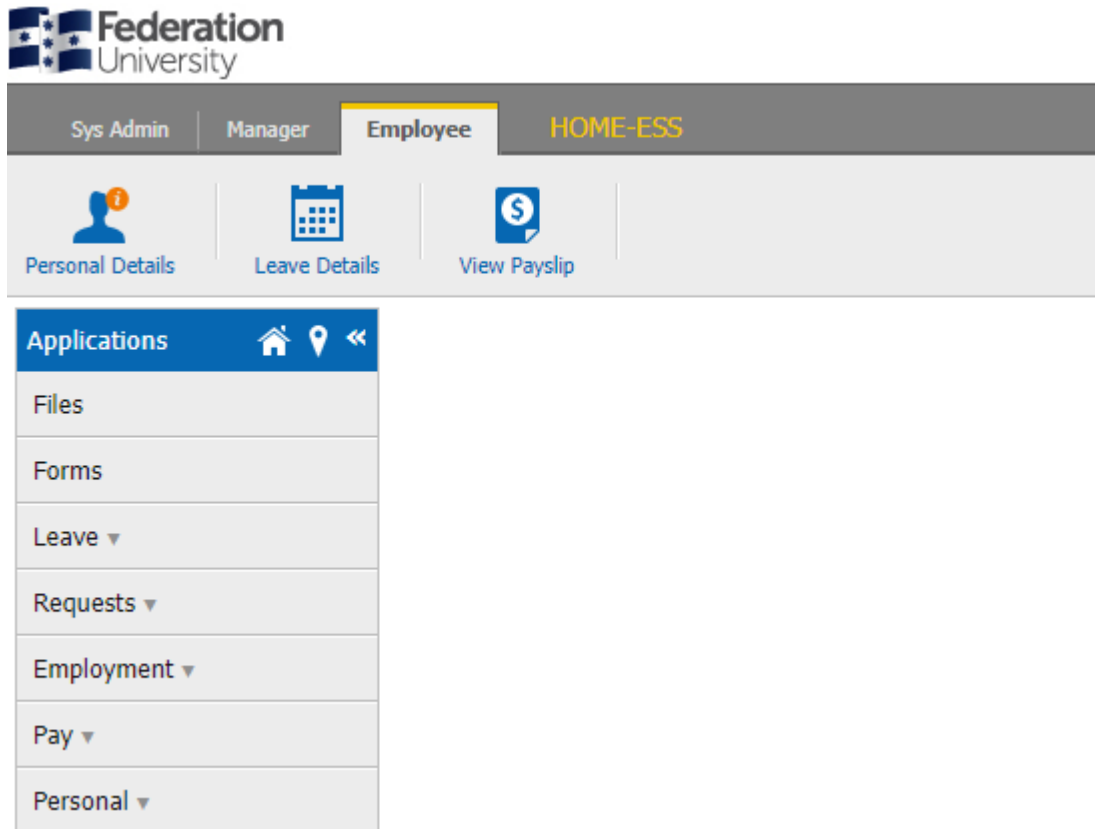 Federation
University
Sys Admin Manager Employee HOME-ESS
Personal Details Leave Details View Payslip
Applications
Files
Forms
Leave
Requests
Employment
Pay
Personal